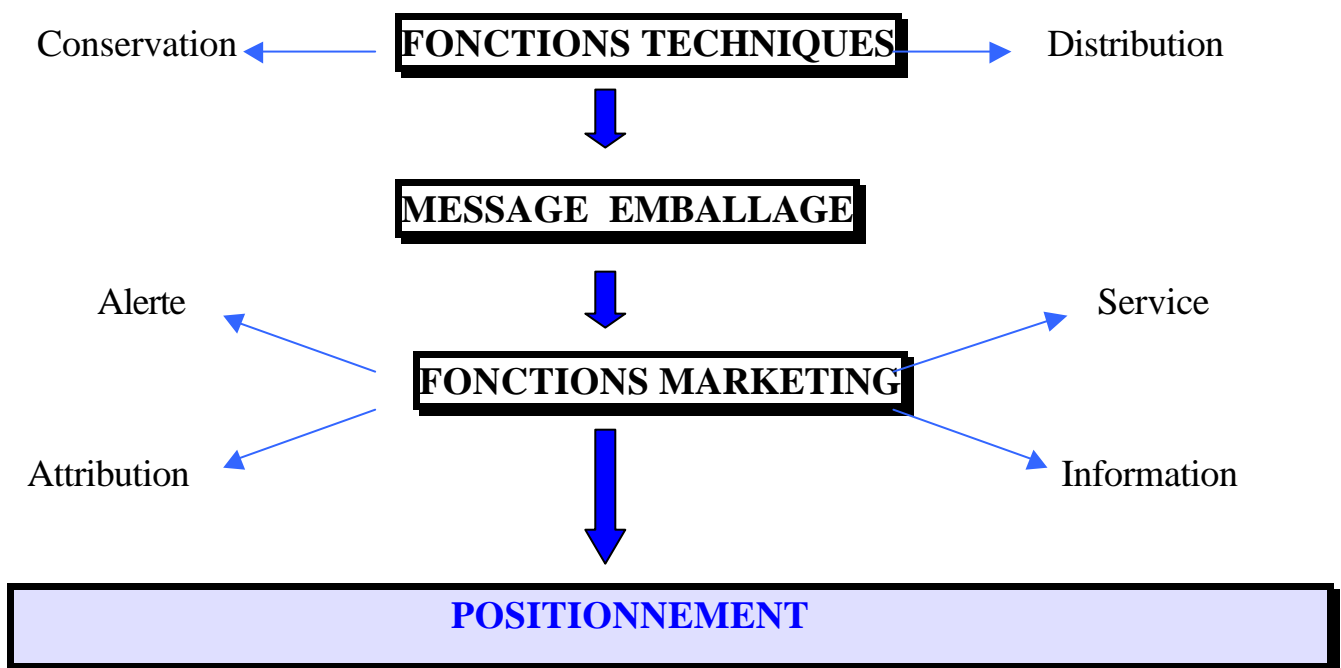 Conservation FONCTIONS TECHNIQUES Distribution
MESSAGE EMBALLAGE
Alerte Service
FONCTIONS MARKETING
Attribution Information
POSITIONNEMENT